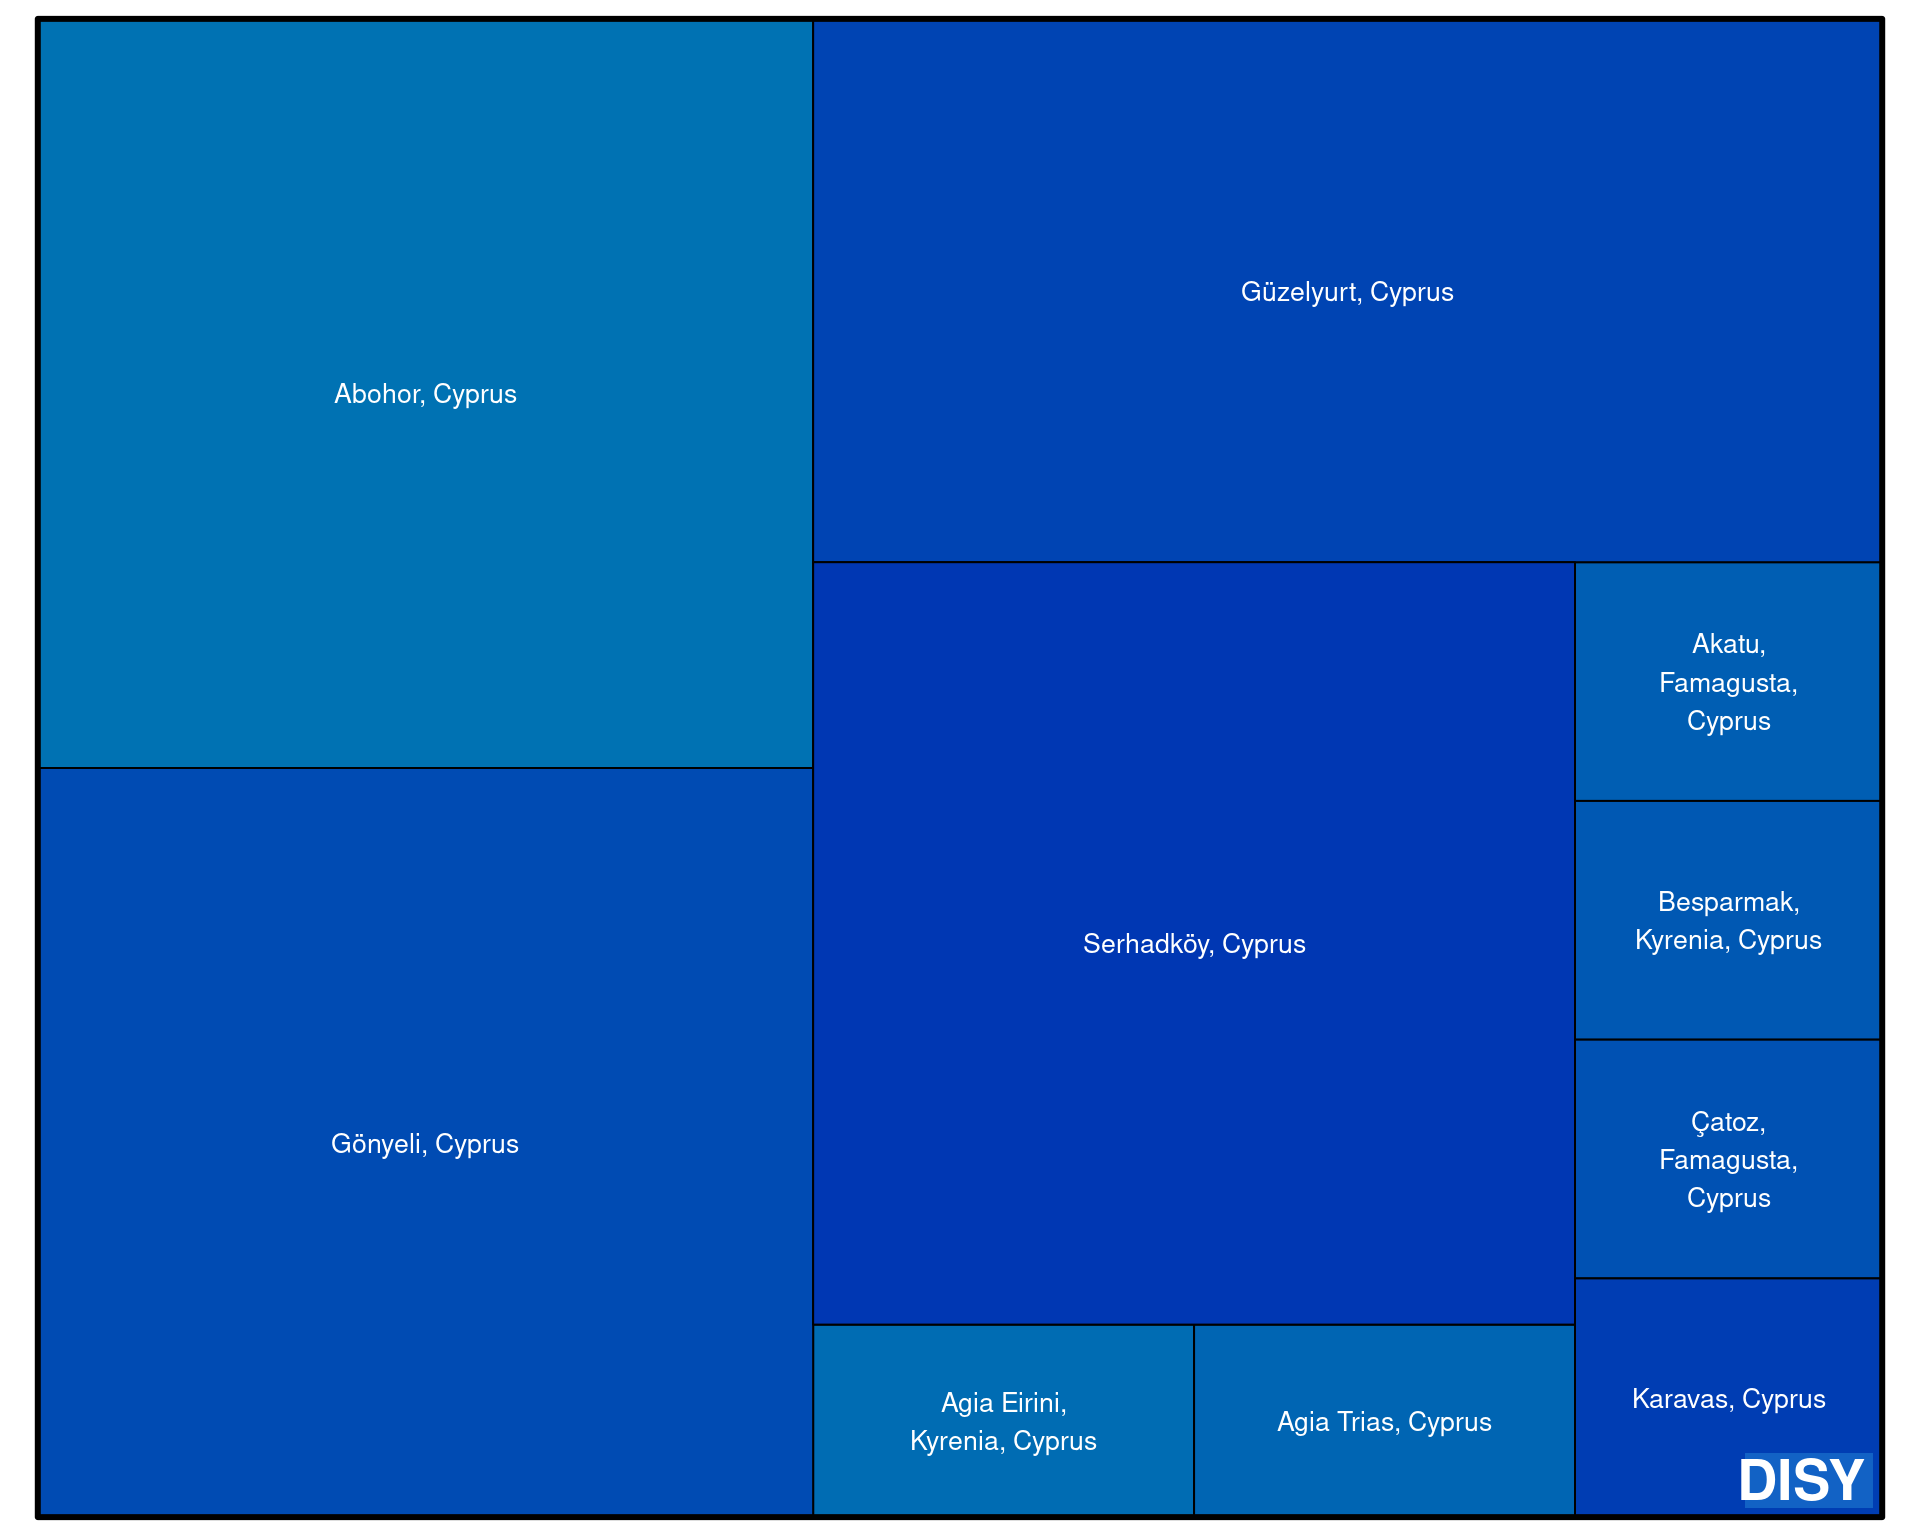 Abohor, Cyprus
Güzelyurt, Cyprus
Gönyeli, Cyprus
Serhadköy, Cyprus
Akatu,
Famagusta,
Cyprus
Besparmak,
Kyrenia, Cyprus
Çatoz,
Famagusta,
Cyprus
Agia Eirini,
Kyrenia, Cyprus
Agia Trias, Cyprus
Karavas, Cyprus
DISY